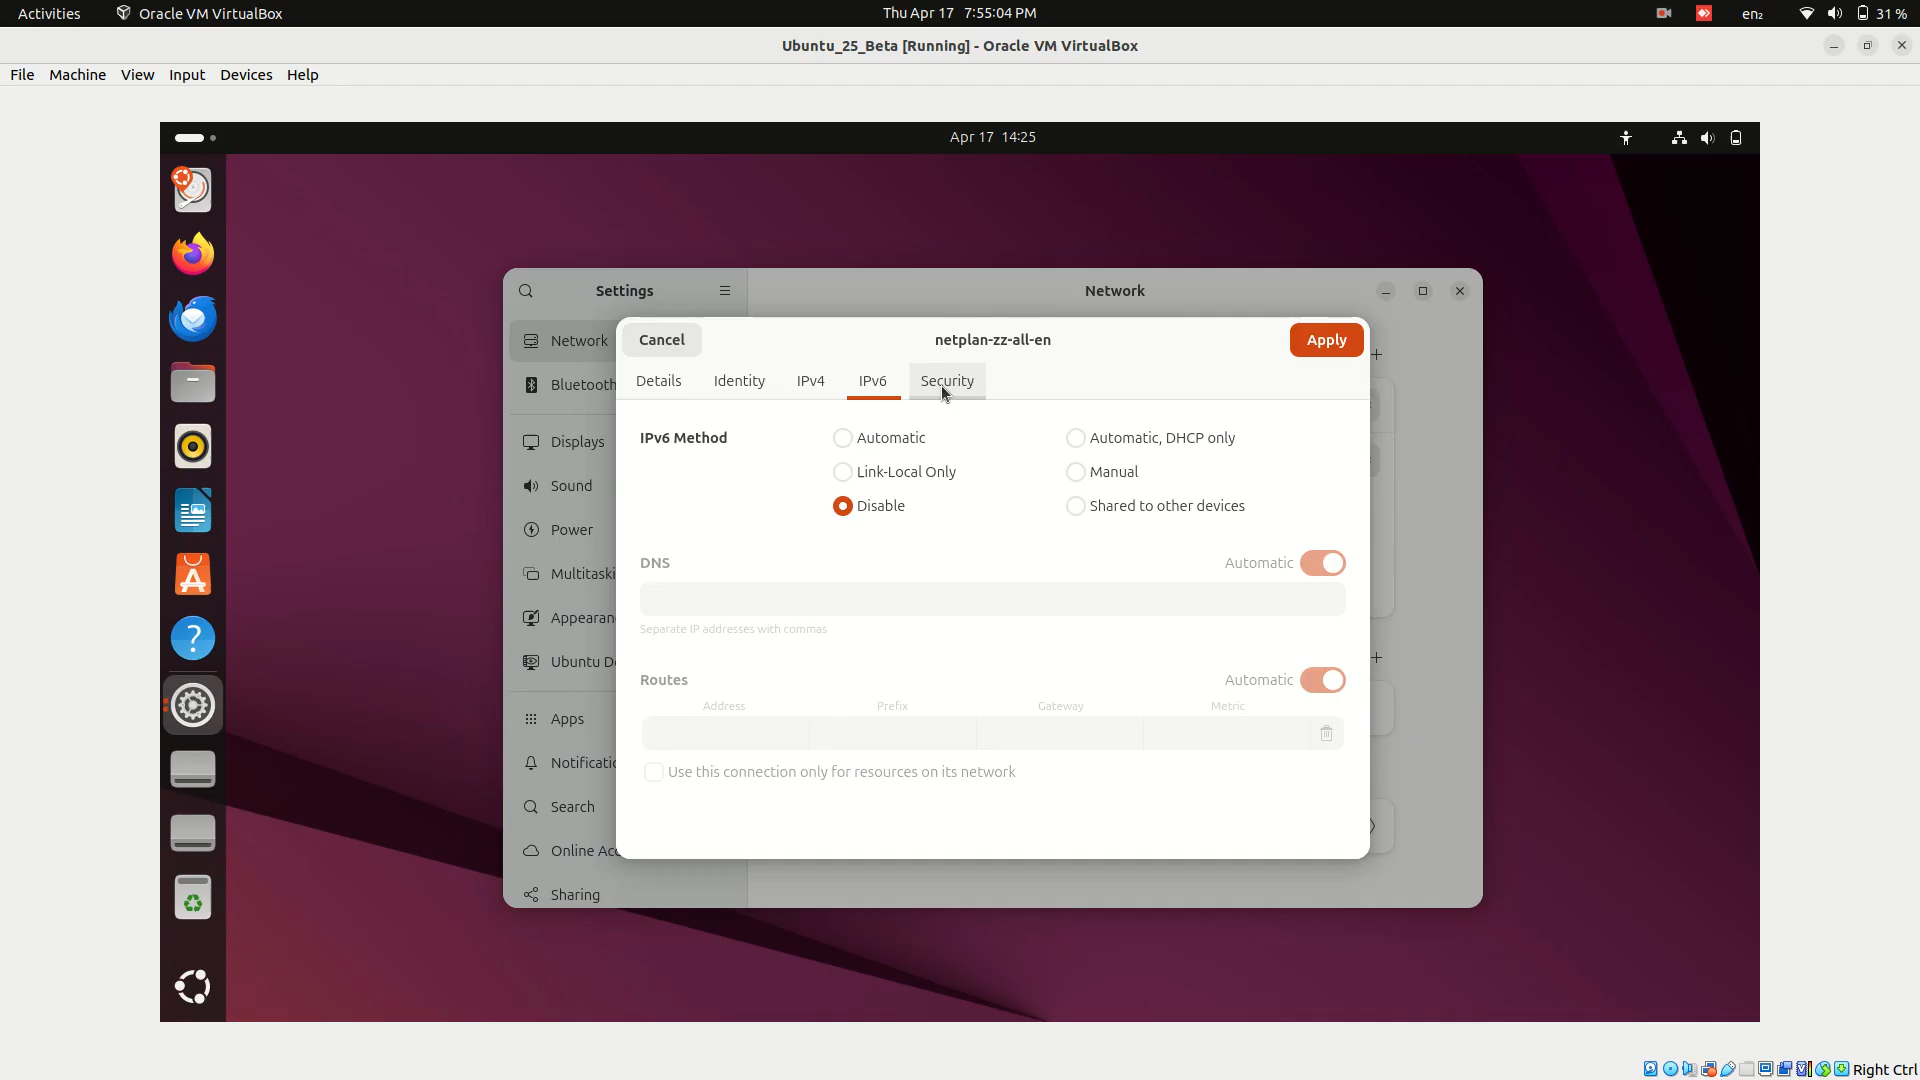 Activities Oracle VM VirtualBox Thu Apr 17 7:55:04 PM en₂ 31 %
Ubuntu_25_Beta [Running] - Oracle VM VirtualBox
File Machine View Input Devices Help
Apr 17 14:25
Settings Network
Network
Cancel netplan-zz-all-en Apply
Details Identity IPv4 IPv6 Security
Bluetooth
IPv6 Method Automatic Automatic, DHCP only
Displays
Link-Local Only Manual
Sound
Disable Shared to other devices
Power
DNS Automatic
Multitaski
Appearan
Separate IP addresses with commas
Ubuntu De
Routes Automatic
Address Prefix Gateway Metric
Apps
Notificatio
Use this connection only for resources on its network
Search
Online Acc
Sharing
Right Ctrl